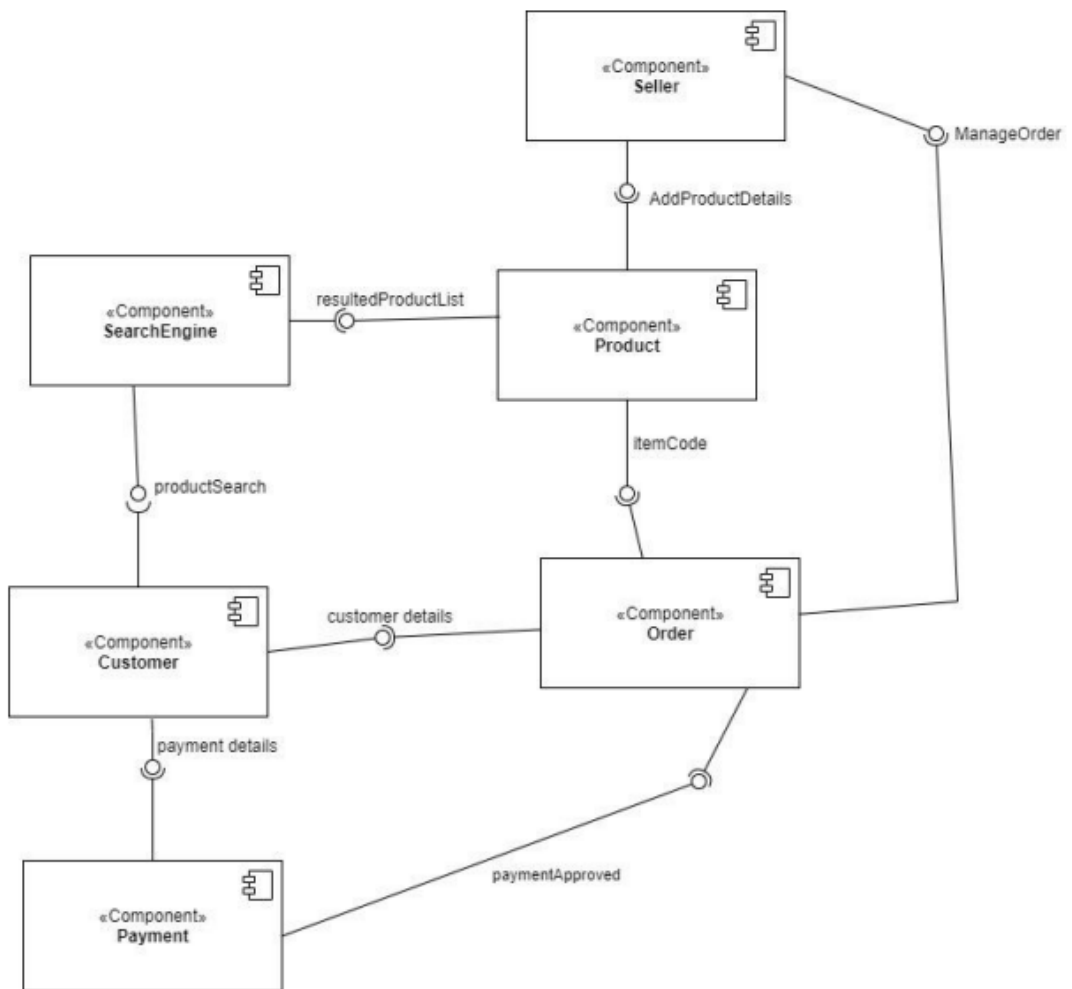 «Component»
Seller
ManageOrder
AddProductDetails
«Component»
SearchEngine
resultedProductList
«Component»
Product
itemCode
productSearch
«Component»
Customer
customer details
«Component»
Order
payment details
paymentApproved
«Component»
Payment